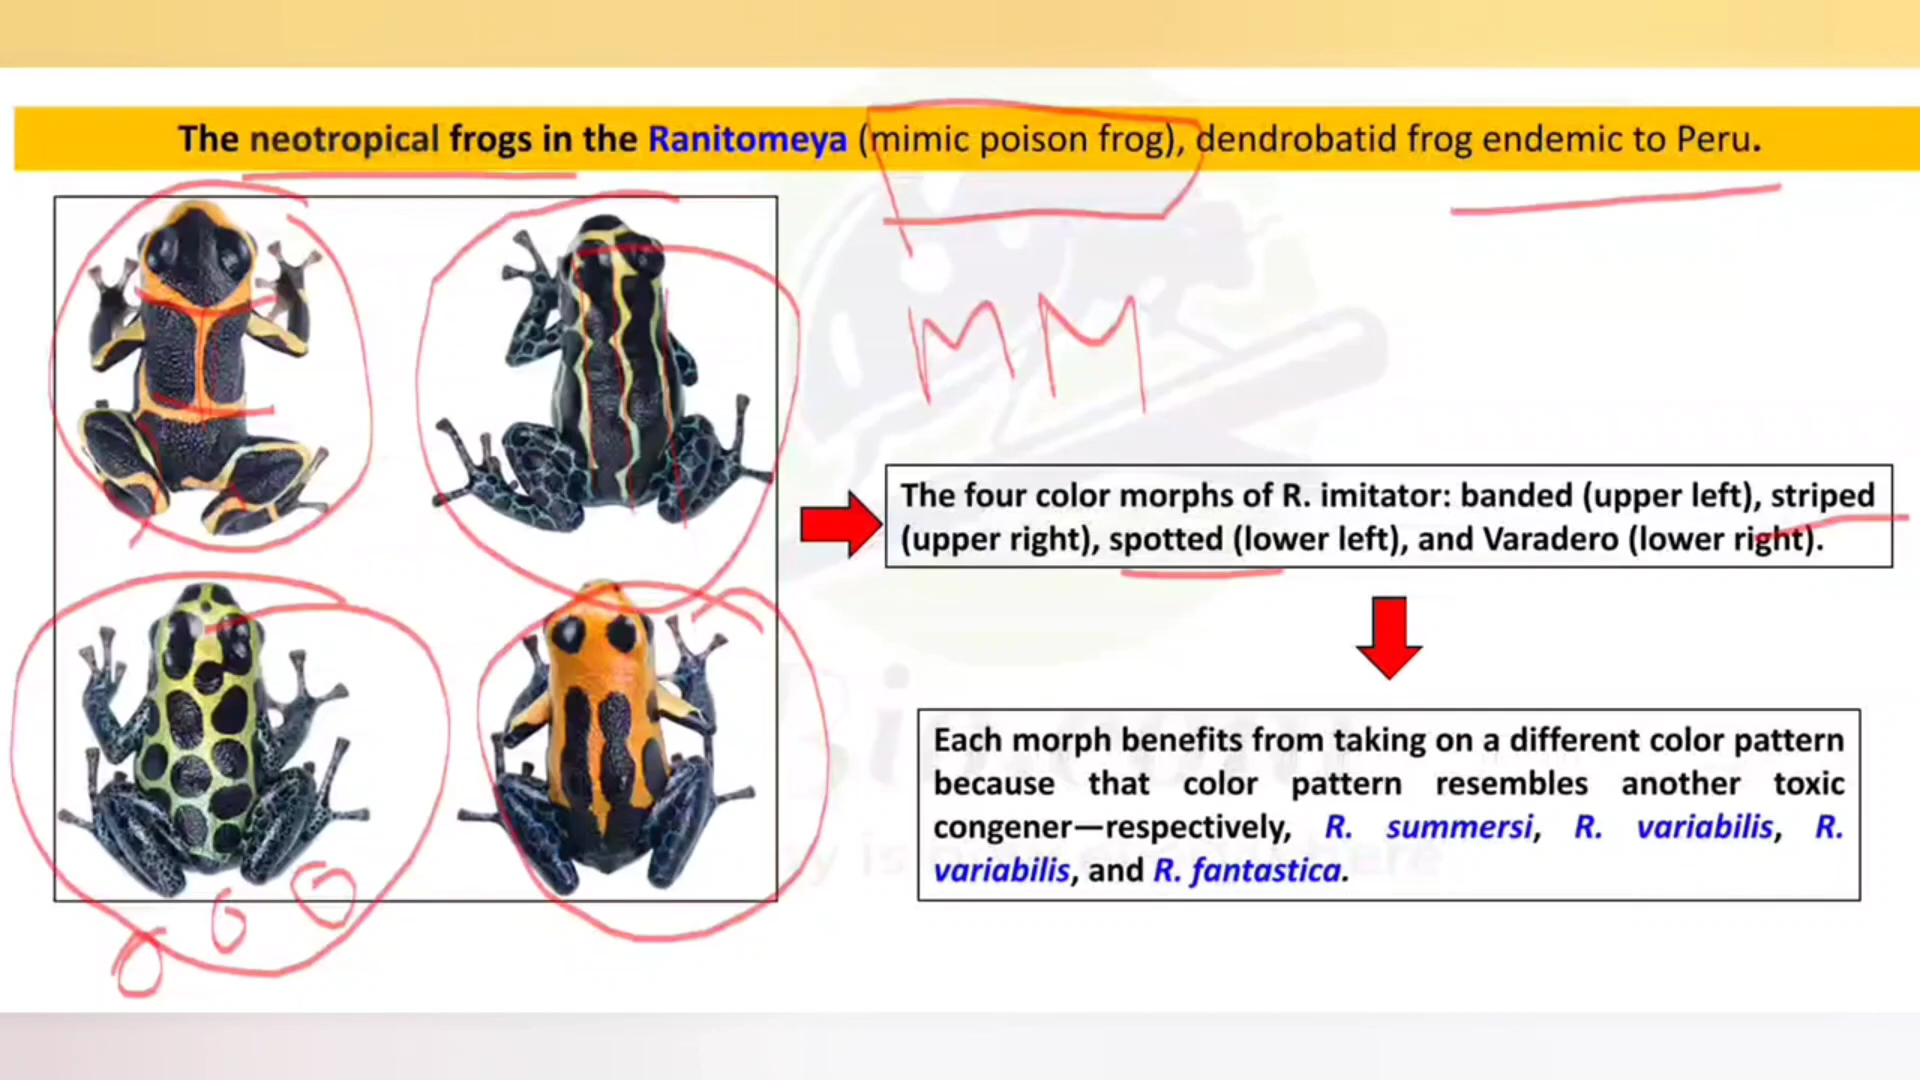 The neotropical frogs in the Ranitomeya (mimic poison frog), dendrobatid frog endemic to Peru.
MM
The four color morphs of R. imitator: banded (upper left), striped
(upper right), spotted (lower left), and Varadero (lower right).
Each morph benefits from taking on a different color pattern
because that color pattern resembles another toxic
congener—respectively, R. summersi, R. variabilis, R.
variabilis, and R. fantastica.